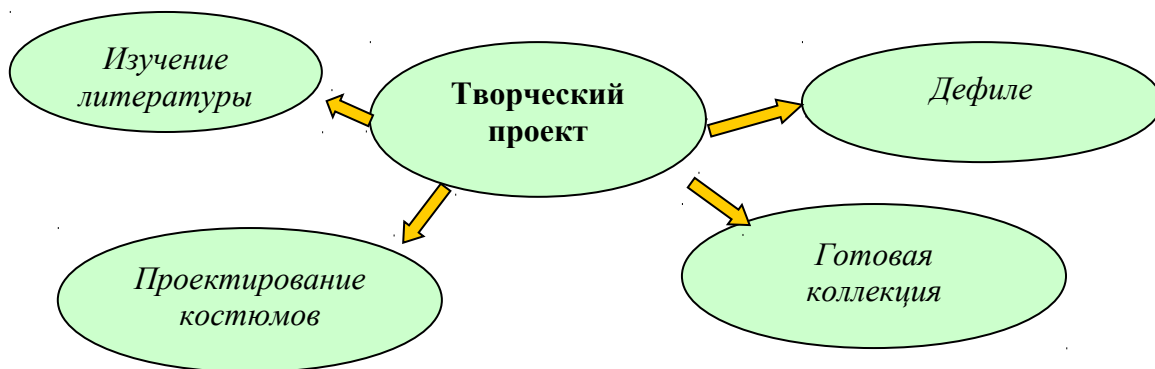 Изучение
литературы
Творческий
проект
Дефиле
Проектирование
костюмов
Готовая
коллекция